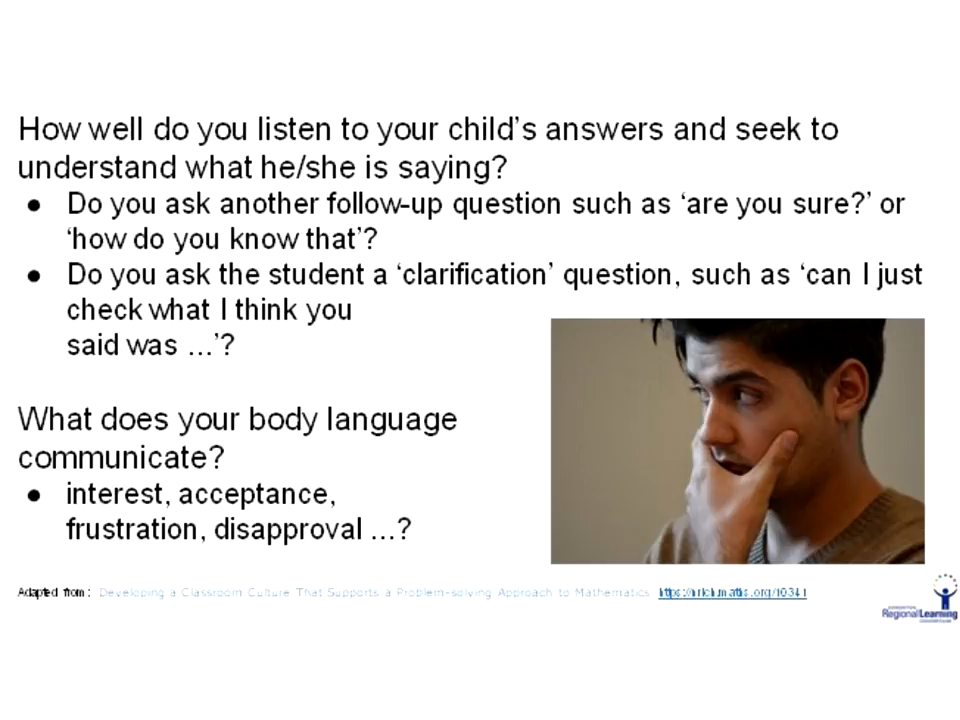 How well do you listen to your child's answers and seek to
understand what he/she is saying?
● Do you ask another follow-up question such as 'are you sure?' or
'how do you know that'?
● Do you ask the student a 'clarification' question, such as 'can I just
check what I think you
said was ...'?
What does your body language
communicate?
● interest, acceptance,
frustration, disapproval ...?
Adapted from: Developing a Classroom Culture That Supports a Problem-solving Approach to Mathematics https://nrich.maths.org/10341
Regional Learning